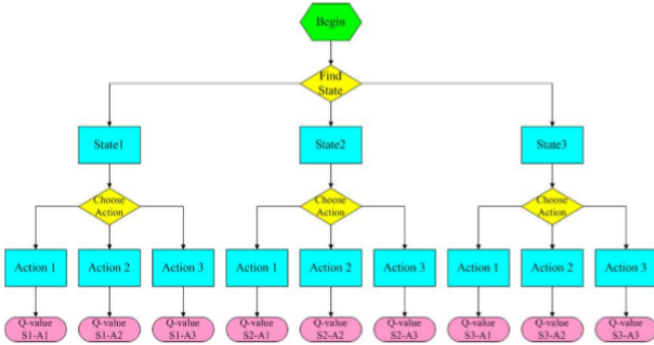 Begin
Find
State
State1
State2
State3
Choose
Action
Choose
Action
Choose
Action
Action 1
Action 2
Action 3
Action 1
Action 2
Action 3
Action 1
Action 2
Action 3
Q-value
S1-A1
Q-value
S1-A2
Q-value
S1-A3
Q-value
S2-A1
Q-value
S2-A2
Q-value
S2-A3
Q-value
S3-A1
Q-value
S3-A2
Q-value
S3-A3